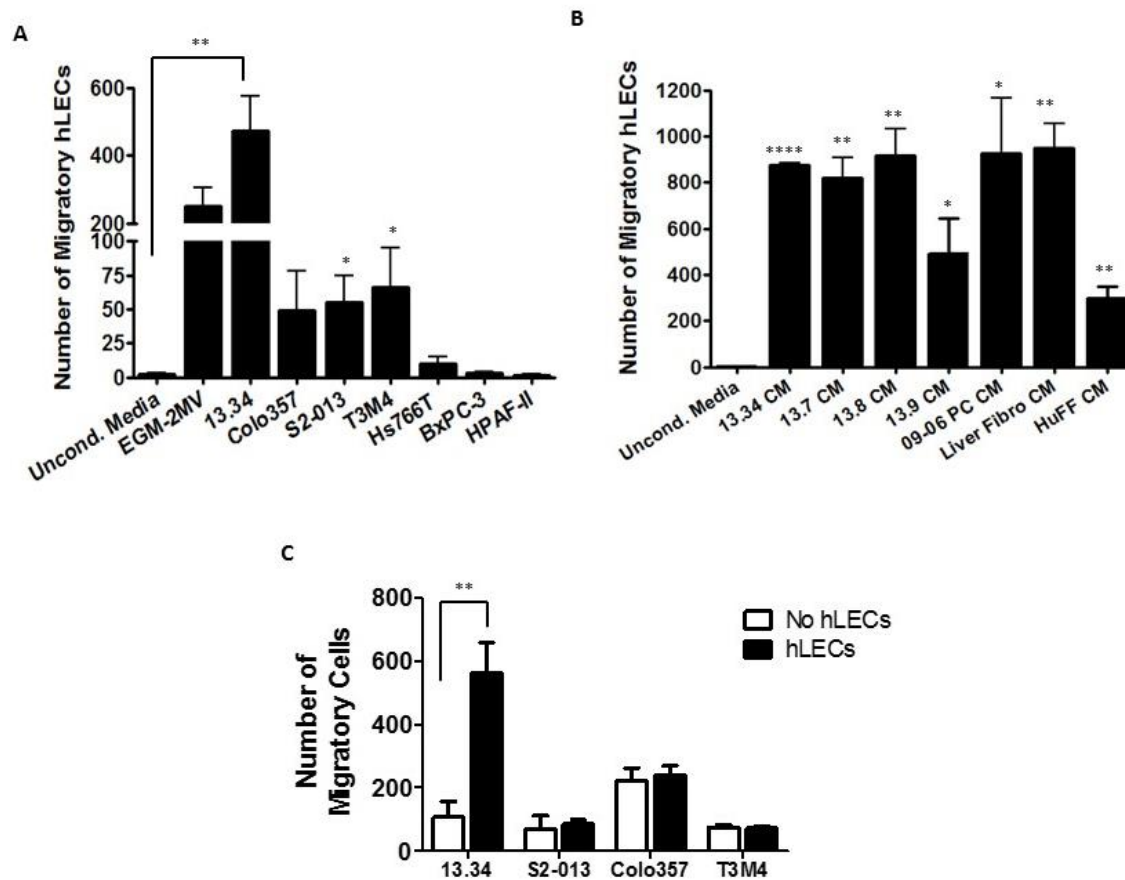 A
**
Number of Migratory hLECs
600
400
200
100
75
50
25
0
*
*
Uncond. Media
EGM-2MV
13.34
Colo357
S2-013
T3M4
Hs766T
BxPC-3
HPAF-II
B
Number of Migratory hLECs
1200
1000
800
600
400
200
0
****
**
**
*
*
**
**
Uncond. Media
13.34 CM
13.7 CM
13.8 CM
13.9 CM
09-06 PC CM
Liver Fibro CM
HuFF CM
C
Number of
Migratory Cells
800
600
400
200
0
**
No hLECs
hLECs
13.34
S2-013
Colo357
T3M4